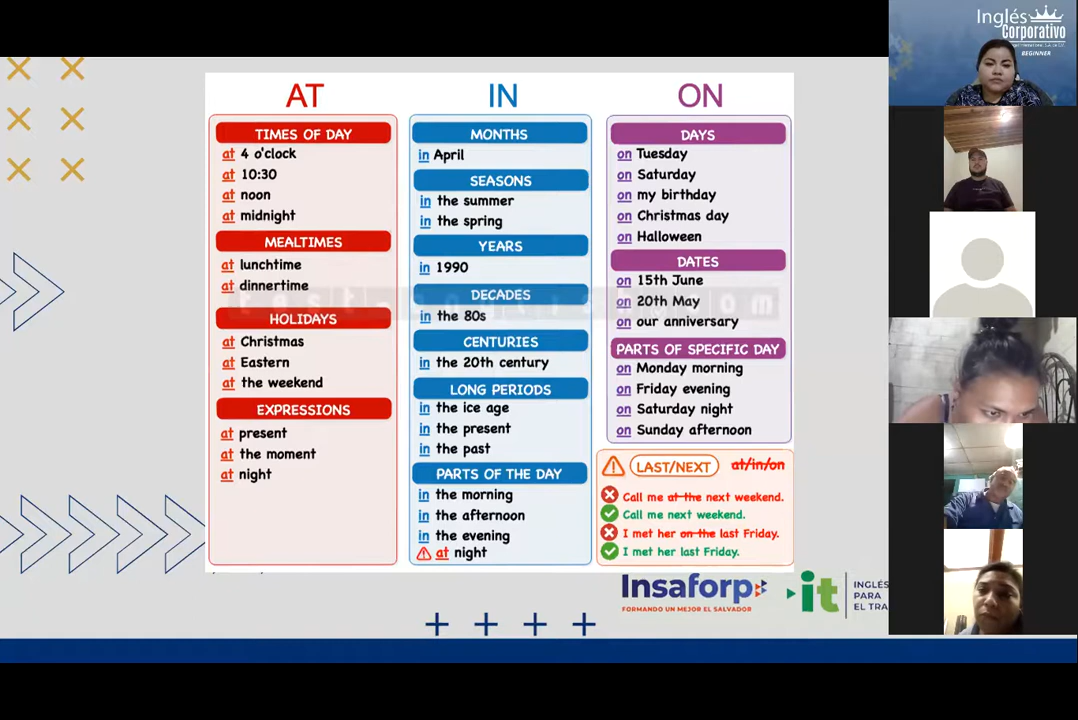 AT
TIMES OF DAY
at 4 o'clock
at 10:30
at noon
at midnight
MEALTIMES
at lunchtime
at dinnertime
HOLIDAYS
at Christmas
at Eastern
at the weekend
EXPRESSIONS
at present
at the moment
at night
IN
MONTHS
in April
SEASONS
in the summer
in the spring
YEARS
in 1990
DECADES
in the 80s
CENTURIES
in the 20th century
LONG PERIODS
in the ice age
in the present
in the past
PARTS OF THE DAY
in the morning
in the afternoon
in the evening
at night
ON
DAYS
on Tuesday
on Saturday
on my birthday
on Christmas day
on Halloween
DATES
on 15th June
on 20th May
on our anniversary
PARTS OF SPECIFIC DAY
on Monday morning
on Friday evening
on Saturday night
on Sunday afternoon
LAST/NEXT at/in/on
Call me at the next weekend.
Call me next weekend.
I met her on the last Friday.
I met her last Friday.
Insaforp
FORMANDO UN MEJOR EL SALVADOR
it
INGLÉS
PARA
EL TRA
Inglés
Corporativo
BEGINNER